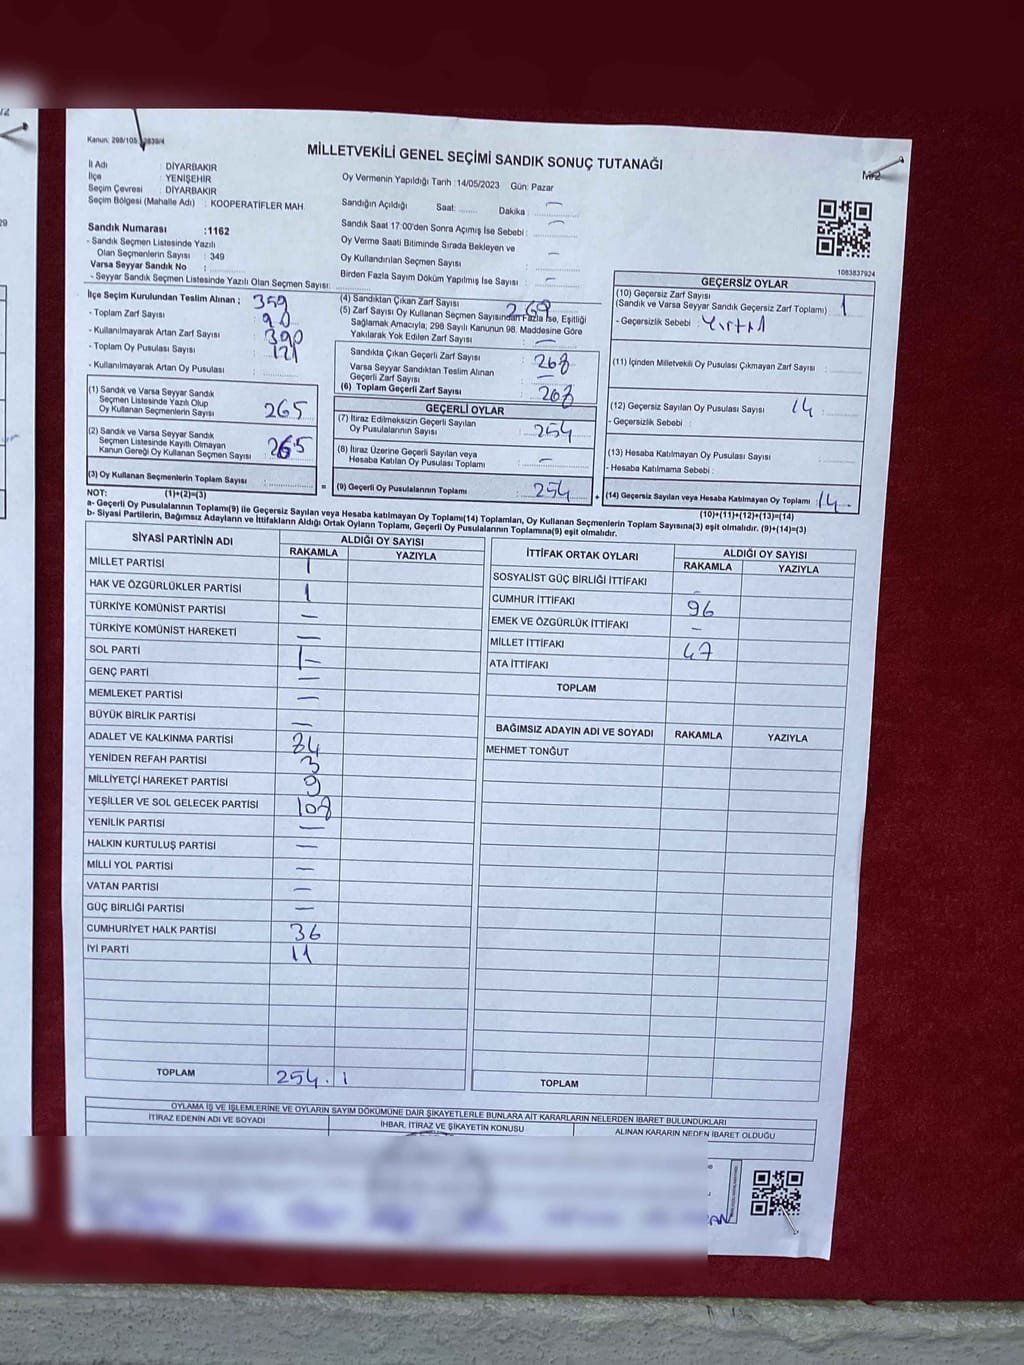 Kanun: 298/105
MİLLETVEKİLİ GENEL SEÇİMİ SANDIK SONUÇ TUTANAĞI
İl Adı : DİYARBAKIR
İlçe : YENİŞEHİR
Seçim Çevresi : DİYARBAKIR
Seçim Bölgesi (Mahalle Adı) : KOOPERATİFLER MAH.
Sandık Numarası :1162
- Sandık Seçmen Listesinde Yazılı
Olan Seçmenlerin Sayısı : 349
Varsa Seyyar Sandık No :
- Seyyar Sandık Seçmen Listesinde Yazılı Olan Seçmen Sayısı:
Oy Vermenin Yapıldığı Tarih :14/05/2023 Gün: Pazar
Sandığın Açıldığı Saat: Dakika : —
Sandık Saat 17:00'den Sonra Açımış İse Sebebi : —
Oy Verme Saati Bitiminde Sırada Bekleyen ve
Oy Kullandırılan Seçmen Sayısı : —
Birden Fazla Sayım Döküm Yapılmış İse Sayısı : —
1083837924
İlçe Seçim Kurulundan Teslim Alınan : 359
- Toplam Zarf Sayısı : 90
- Kullanılmayarak Artan Zarf Sayısı : 390
- Toplam Oy Pusulası Sayısı : 121
- Kullanılmayarak Artan Oy Pusulası :
(1) Sandık ve Varsa Seyyar Sandık
Seçmen Listesinde Yazılı Olup
Oy Kullanan Seçmenlerin Sayısı 265
(2) Sandık ve Varsa Seyyar Sandık
Seçmen Listesinde Kayıtlı Olmayan
Kanun Gereği Oy Kullanan Seçmen Sayısı : 265
(3) Oy Kullanan Seçmenlerin Toplam Sayısı :
(1)+(2)=(3)
(4) Sandıktan Çıkan Zarf Sayısı 269
(5) Zarf Sayısı Oy Kullanan Seçmen Sayısından Fazla İse, Eşitliği
Sağlamak Amacıyla; 298 Sayılı Kanunun 98. Maddesine Göre
Yakılarak Yok Edilen Zarf Sayısı : —
Sandıkta Çıkan Geçerli Zarf Sayısı : 268
Varsa Seyyar Sandıktan Teslim Alınan
Geçerli Zarf Sayısı : —
(6) Toplam Geçerli Zarf Sayısı : 268
GEÇERLİ OYLAR
(7) İtiraz Edilmeksizin Geçerli Sayılan
Oy Pusulalarının Sayısı : 254
(8) İtiraz Üzerine Geçerli Sayılan veya
Hesaba Katılan Oy Pusulası Toplamı : —
= (9) Geçerli Oy Pusulalarının Toplamı : 254 +
GEÇERSİZ OYLAR
(10) Geçersiz Zarf Sayısı
(Sandık ve Varsa Seyyar Sandık Geçersiz Zarf Toplamı) : 1
- Geçersizlik Sebebi : Yırtık
(11) İçinden Milletvekili Oy Pusulası Çıkmayan Zarf Sayısı :
(12) Geçersiz Sayılan Oy Pusulası Sayısı 14 :
- Geçersizlik Sebebi :
(13) Hesaba Katılmayan Oy Pusulası Sayısı :
- Hesaba Katılmama Sebebi :
(14) Geçersiz Sayılan veya Hesaba Katılmayan Oy Toplamı : 14
(10)+(11)+(12)+(13)=(14)
NOT:
a- Geçerli Oy Pusulalarının Toplamı(9) ile Geçersiz Sayılan veya Hesaba katılmayan Oy Toplamı(14) Toplamları, Oy Kullanan Seçmenlerin Toplam Sayısına(3) eşit olmalıdır. (9)+(14)=(3)
b- Siyasi Partilerin, Bağımsız Adayların ve İttifakların Aldığı Ortak Oyların Toplamı, Geçerli Oy Pusulalarının Toplamına(9) eşit olmalıdır.
SİYASİ PARTİNİN ADI ALDIĞI OY SAYISI
RAKAMLA YAZIYLA
MİLLET PARTİSİ 1
HAK VE ÖZGÜRLÜKLER PARTİSİ 1
TÜRKİYE KOMÜNİST PARTİSİ —
TÜRKİYE KOMÜNİST HAREKETİ —
SOL PARTİ 1-
GENÇ PARTİ —
MEMLEKET PARTİSİ —
BÜYÜK BİRLİK PARTİSİ —
ADALET VE KALKINMA PARTİSİ 84
YENİDEN REFAH PARTİSİ 3
MİLLİYETÇİ HAREKET PARTİSİ 9
YEŞİLLER VE SOL GELECEK PARTİSİ 108
YENİLİK PARTİSİ —
HALKIN KURTULUŞ PARTİSİ —
MİLLİ YOL PARTİSİ —
VATAN PARTİSİ —
GÜÇ BİRLİĞİ PARTİSİ —
CUMHURİYET HALK PARTİSİ 36
İYİ PARTİ 11
TOPLAM 254.
İTTİFAK ORTAK OYLARI ALDIĞI OY SAYISI
RAKAMLA YAZIYLA
SOSYALİST GÜÇ BİRLİĞİ İTTİFAKI —
CUMHUR İTTİFAKI 96
EMEK VE ÖZGÜRLÜK İTTİFAKI —
MİLLET İTTİFAKI 47
ATA İTTİFAKI
TOPLAM
BAĞIMSIZ ADAYIN ADI VE SOYADI RAKAMLA YAZIYLA
MEHMET TONĞUT
TOPLAM
OYLAMA İŞ VE İŞLEMLERİNE VE OYLARIN SAYIM DÖKÜMÜNE DAİR ŞİKAYETLERLE BUNLARA AİT KARARLARIN NELERDEN İBARET BULUNDUKLARI
İTİRAZ EDENİN ADI VE SOYADI İHBAR, İTİRAZ VE ŞİKAYETİN KONUSU ALINAN KARARIN NEDEN İBARET OLDUĞU